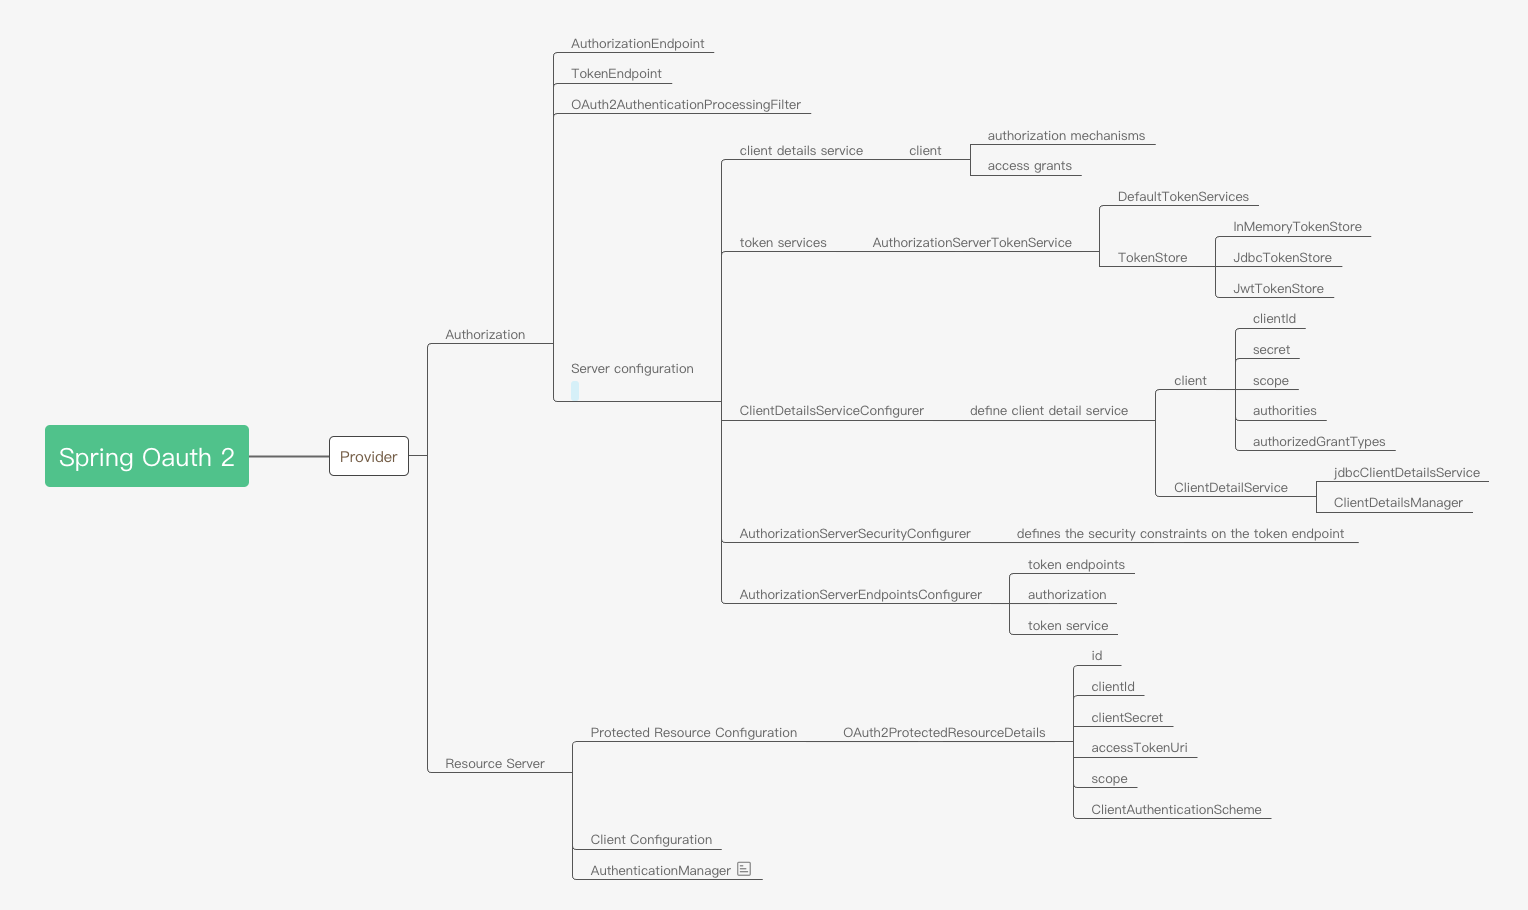 AuthorizationEndpoint
TokenEndpoint
OAuth2AuthenticationProcessingFilter
authorization mechanisms
client details service
client
access grants
DefaultTokenServices
InMemoryTokenStore
token services
AuthorizationServerTokenService
TokenStore
JdbcTokenStore
JwtTokenStore
clientId
Authorization
secret
Server configuration
client
scope
ClientDetailsServiceConfigurer
define client detail service
authorities
authorizedGrantTypes
Spring Oauth 2
Provider
jdbcClientDetailsService
ClientDetailService
ClientDetailsManager
AuthorizationServerSecurityConfigurer
defines the security constraints on the token endpoint
token endpoints
AuthorizationServerEndpointsConfigurer
authorization
token service
id
clientId
clientSecret
Protected Resource Configuration
OAuth2ProtectedResourceDetails
accessTokenUri
Resource Server
scope
ClientAuthenticationScheme
Client Configuration
AuthenticationManager